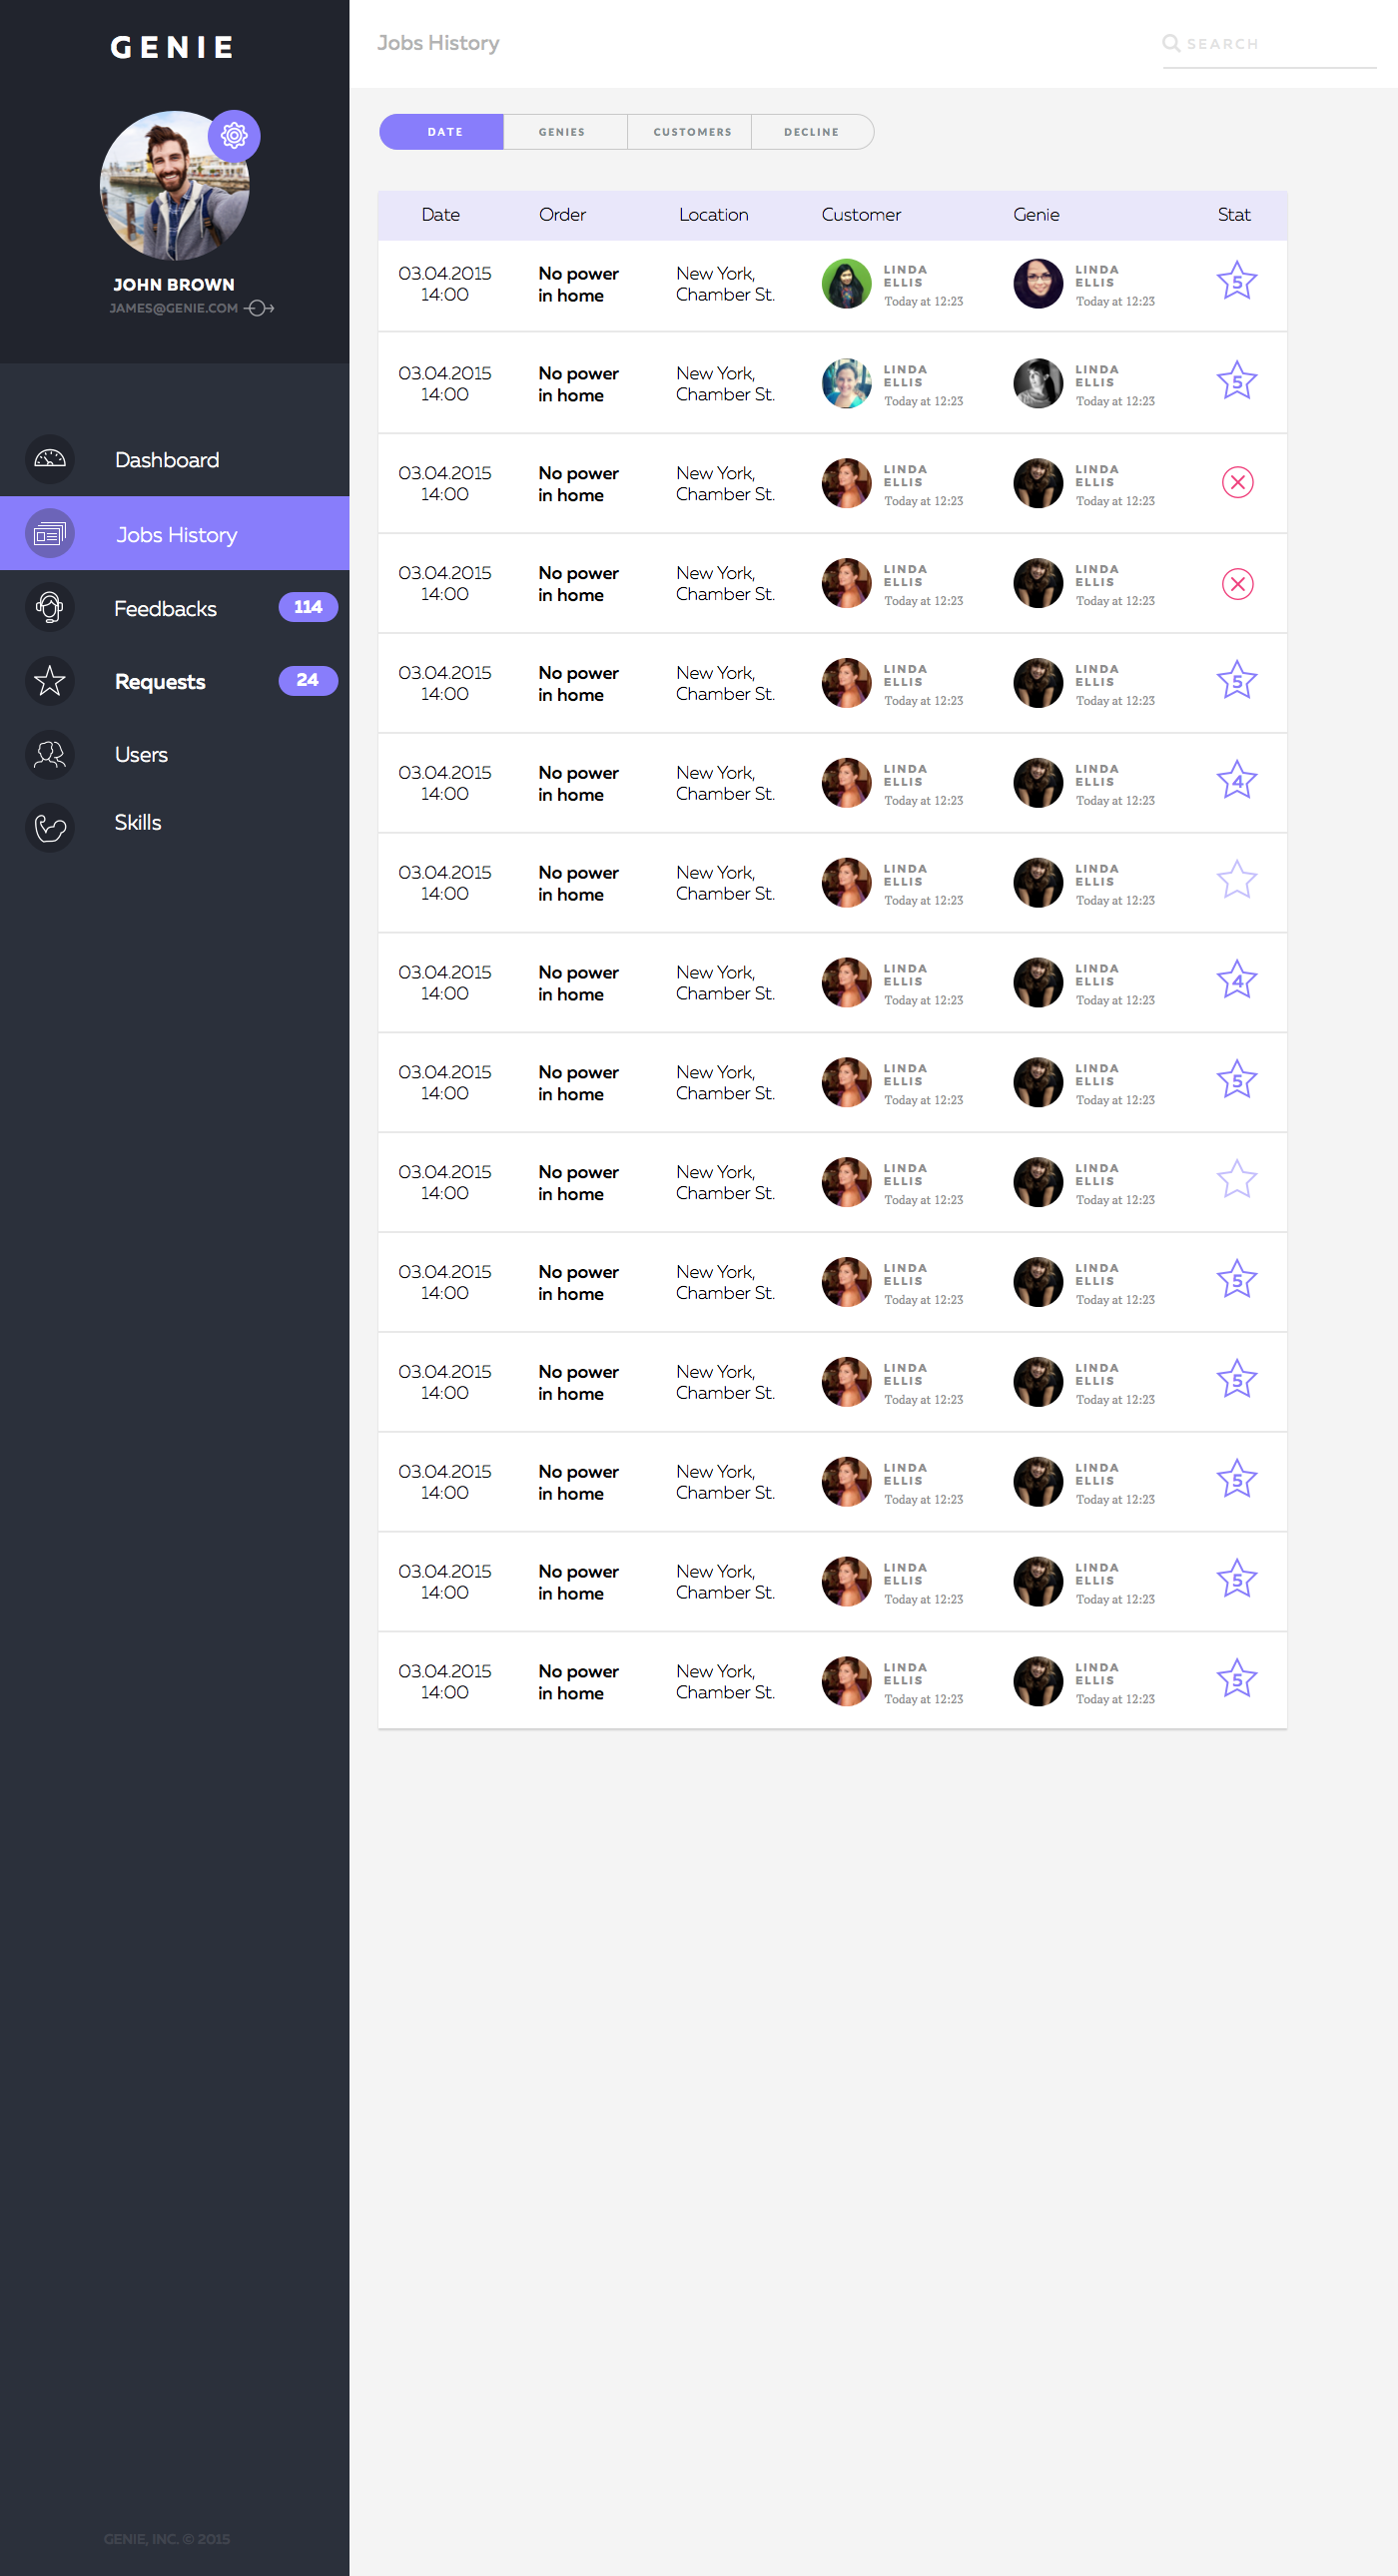 GENIE
JOHN BROWN
JAMES@GENIE.COM
Dashboard
Jobs History
Feedbacks 114
Requests 24
Users
Skills
GENIE, INC. © 2015
Jobs History
SEARCH
DATE GENIES CUSTOMERS DECLINE
Date Order Location Customer Genie Stat
03.04.2015 No power New York, LINDA LINDA
14:00 in home Chamber St. ELLIS ELLIS 5
Today at 12:23 Today at 12:23
03.04.2015 No power New York, LINDA LINDA
14:00 in home Chamber St. ELLIS ELLIS 5
Today at 12:23 Today at 12:23
03.04.2015 No power New York, LINDA LINDA
14:00 in home Chamber St. ELLIS ELLIS
Today at 12:23 Today at 12:23
03.04.2015 No power New York, LINDA LINDA
14:00 in home Chamber St. ELLIS ELLIS
Today at 12:23 Today at 12:23
03.04.2015 No power New York, LINDA LINDA
14:00 in home Chamber St. ELLIS ELLIS 5
Today at 12:23 Today at 12:23
03.04.2015 No power New York, LINDA LINDA
14:00 in home Chamber St. ELLIS ELLIS 4
Today at 12:23 Today at 12:23
03.04.2015 No power New York, LINDA LINDA
14:00 in home Chamber St. ELLIS ELLIS
Today at 12:23 Today at 12:23
03.04.2015 No power New York, LINDA LINDA
14:00 in home Chamber St. ELLIS ELLIS 4
Today at 12:23 Today at 12:23
03.04.2015 No power New York, LINDA LINDA
14:00 in home Chamber St. ELLIS ELLIS 5
Today at 12:23 Today at 12:23
03.04.2015 No power New York, LINDA LINDA
14:00 in home Chamber St. ELLIS ELLIS
Today at 12:23 Today at 12:23
03.04.2015 No power New York, LINDA LINDA
14:00 in home Chamber St. ELLIS ELLIS 5
Today at 12:23 Today at 12:23
03.04.2015 No power New York, LINDA LINDA
14:00 in home Chamber St. ELLIS ELLIS 5
Today at 12:23 Today at 12:23
03.04.2015 No power New York, LINDA LINDA
14:00 in home Chamber St. ELLIS ELLIS 5
Today at 12:23 Today at 12:23
03.04.2015 No power New York, LINDA LINDA
14:00 in home Chamber St. ELLIS ELLIS 5
Today at 12:23 Today at 12:23
03.04.2015 No power New York, LINDA LINDA
14:00 in home Chamber St. ELLIS ELLIS 5
Today at 12:23 Today at 12:23